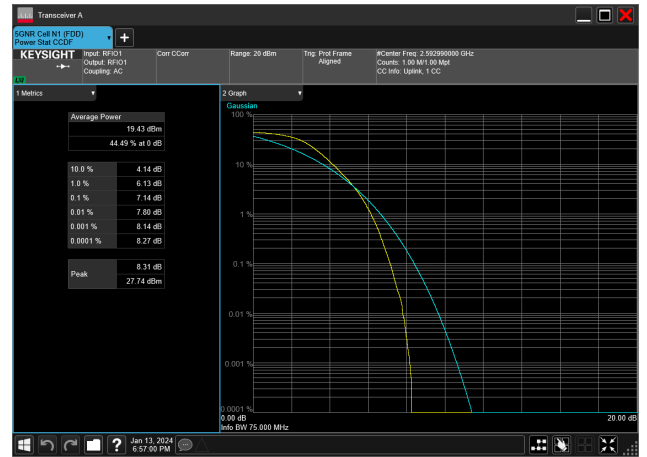 Transceiver A
5GNR Cell N1 (FDD)
Power Stat CCDF
KEYSIGHT
LXI
Input: RFIO1
Output: RFIO1
Coupling: AC
Corr CCorr
Range: 20 dBm
Trig: Prot Frame
Aligned
#Center Freq: 2.592990000 GHz
Counts: 1.00 M/1.00 Mpt
CC Info: Uplink, 1 CC
1 Metrics
Average Power
19.43 dBm
44.49 % at 0 dB
10.0 % 4.14 dB
1.0 % 6.13 dB
0.1 % 7.14 dB
0.01 % 7.80 dB
0.001 % 8.14 dB
0.0001 % 8.27 dB
Peak
8.31 dB
27.74 dBm
2 Graph
Gaussian
100 %
10 %
1 %
0.1 %
0.01 %
0.001 %
0.0001 %
0.00 dB 20.00 dB
Info BW 75.000 MHz
Jan 13, 2024
6:57:00 PM